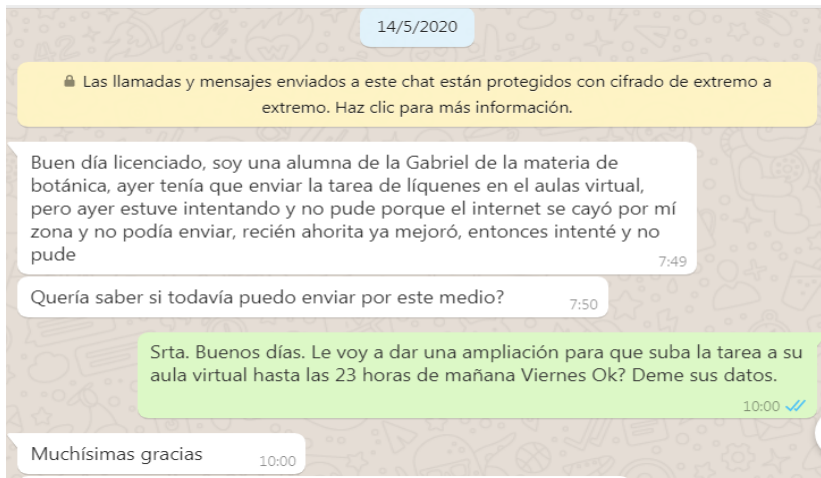 14/5/2020
Las llamadas y mensajes enviados a este chat están protegidos con cifrado de extremo a
extremo. Haz clic para más información.
Buen día licenciado, soy una alumna de la Gabriel de la materia de
botánica, ayer tenía que enviar la tarea de líquenes en el aulas virtual,
pero ayer estuve intentando y no pude porque el internet se cayó por mí
zona y no podía enviar, recién ahorita ya mejoró, entonces intenté y no
pude
7:49
Quería saber si todavía puedo enviar por este medio?
7:50
Srta. Buenos días. Le voy a dar una ampliación para que suba la tarea a su
aula virtual hasta las 23 horas de mañana Viernes Ok? Deme sus datos.
10:00
Muchísimas gracias
10:00